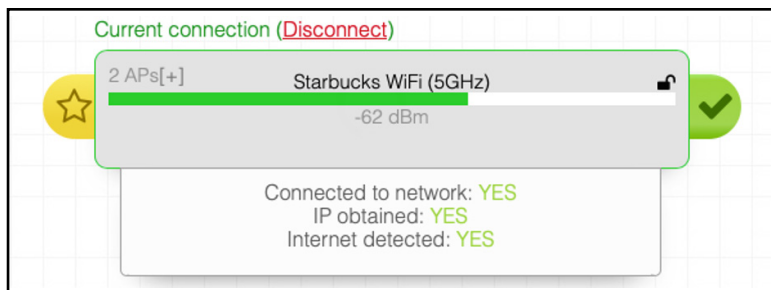 Current connection (Disconnect)
2 APs[+]
Starbucks WiFi (5GHz)
-62 dBm
Connected to network: YES
IP obtained: YES
Internet detected: YES